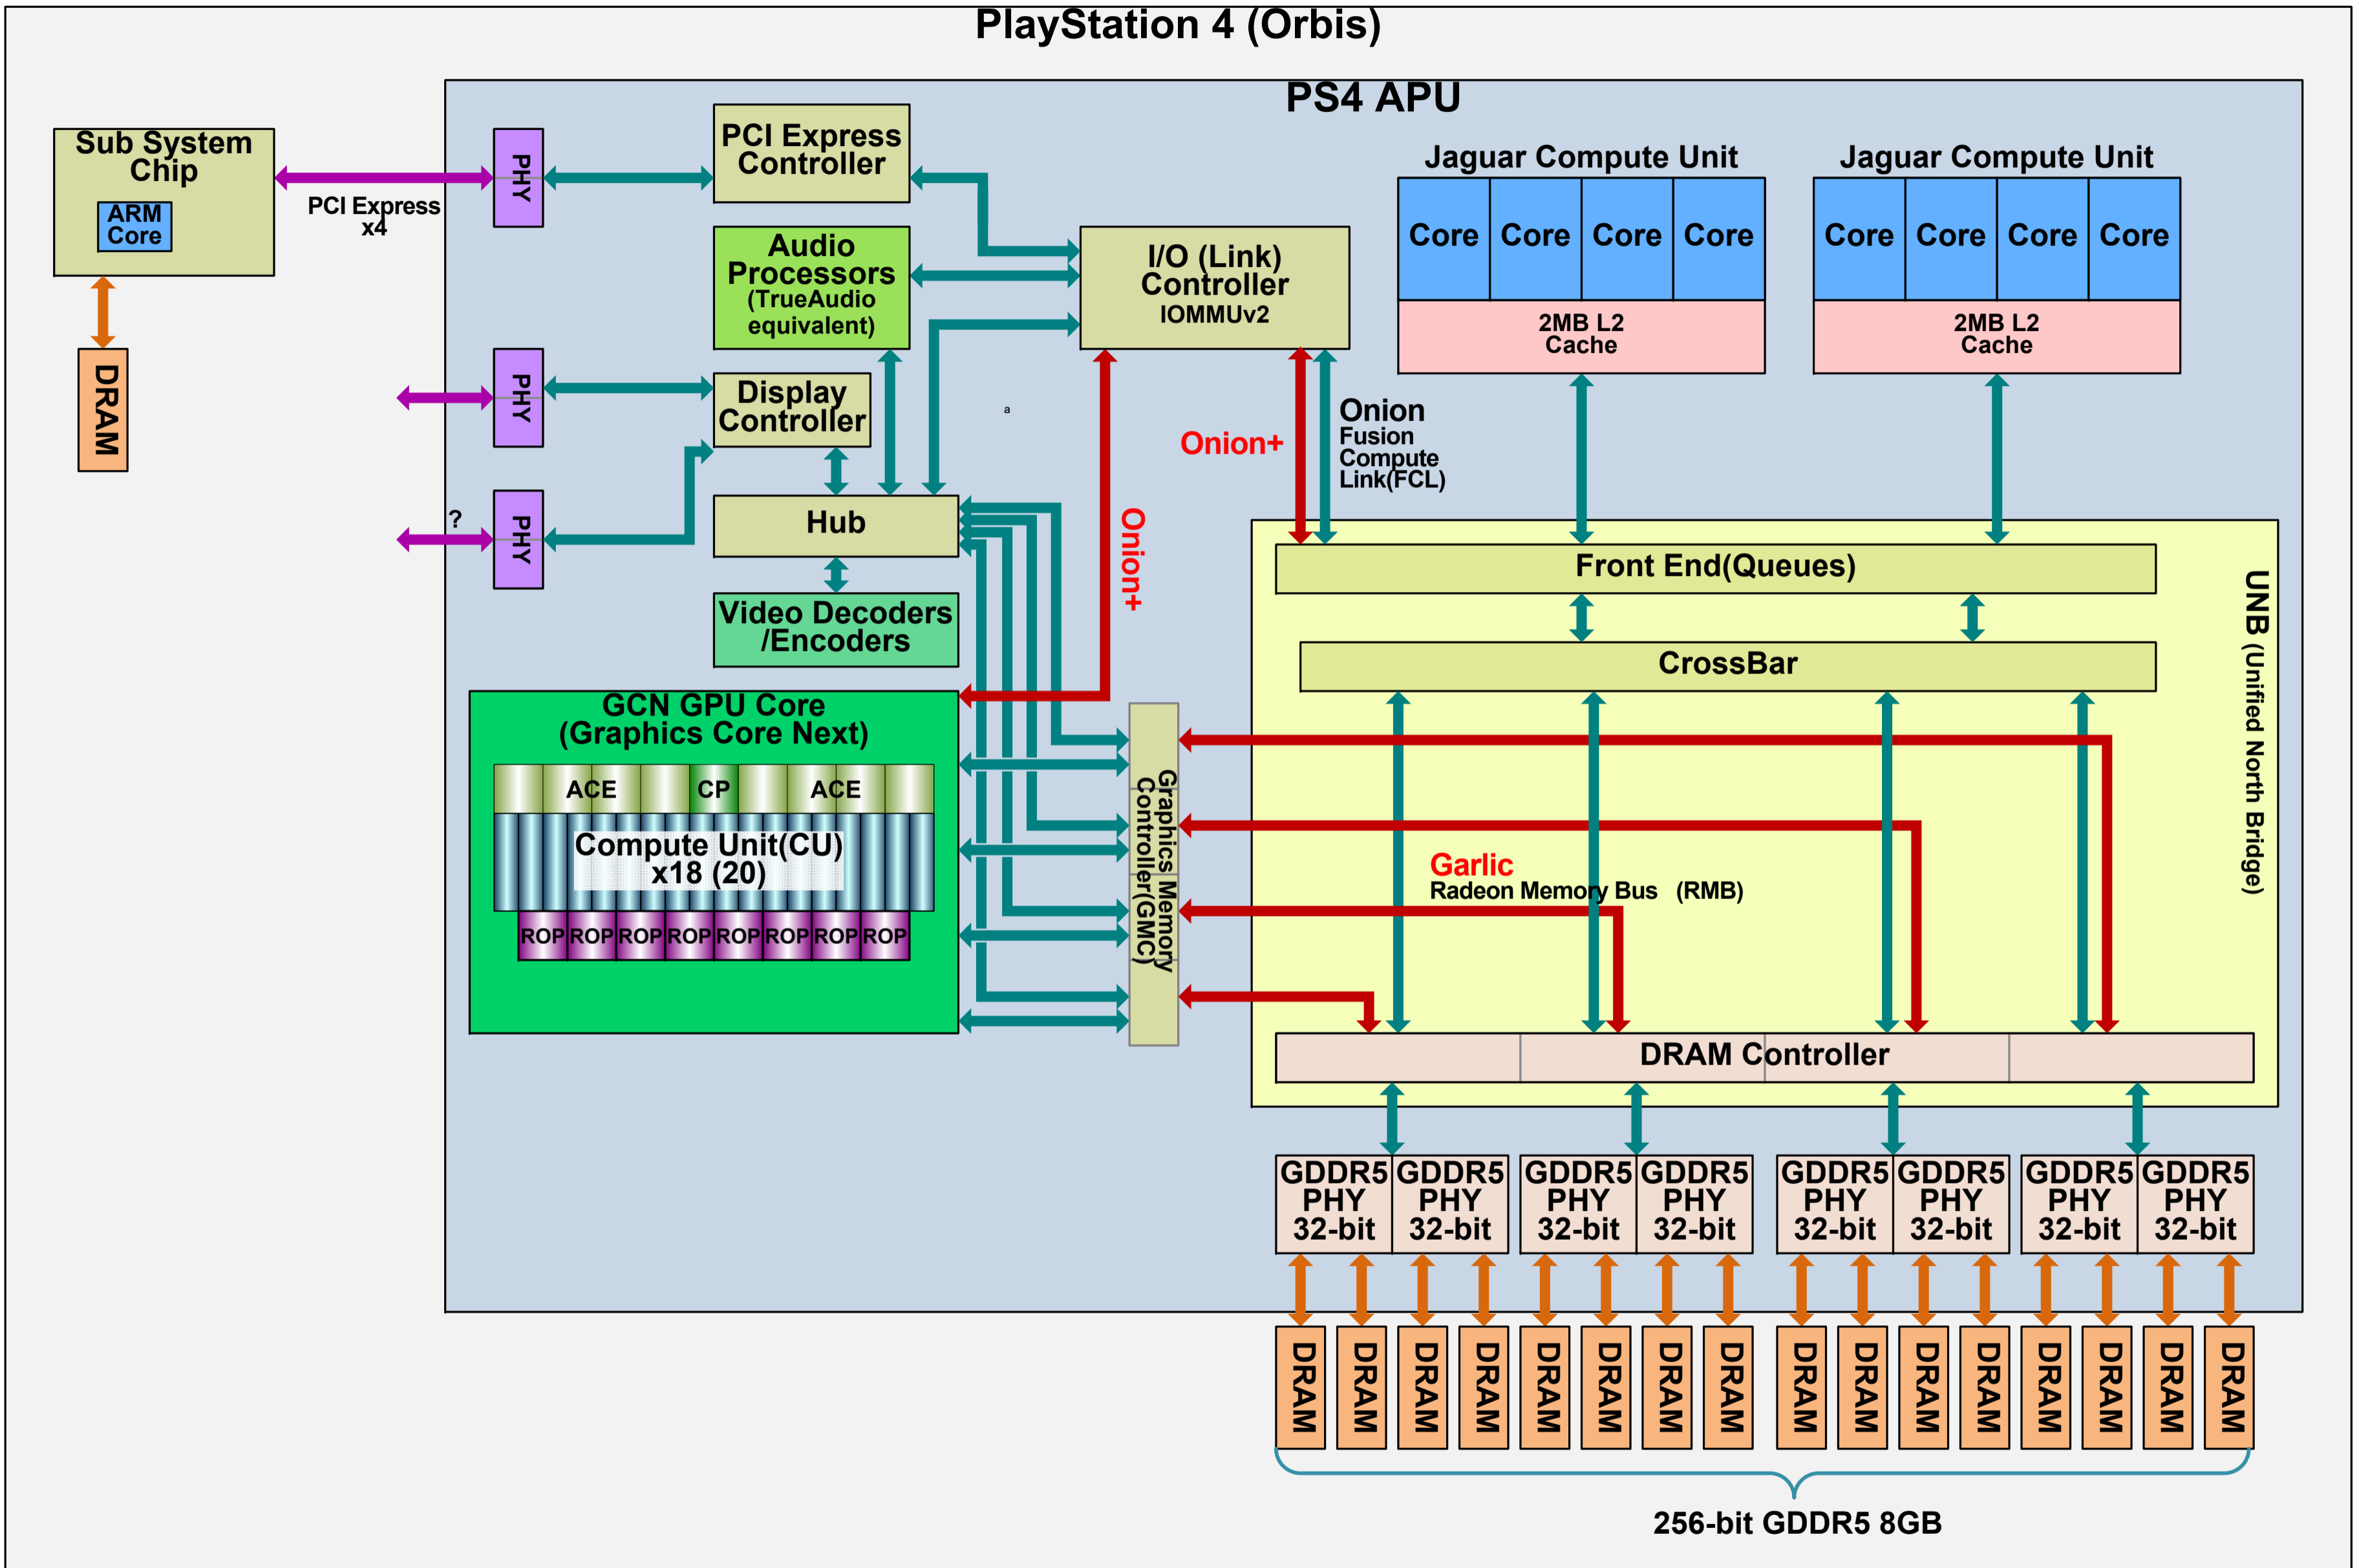 PlayStation 4 (Orbis)
PS4 APU
Sub System
Chip
ARM
Core
PCI Express
x4
DRAM
PHY
PCI Express
Controller
Audio
Processors
(TrueAudio
equivalent)
I/O (Link)
Controller
IOMMUv2
Jaguar Compute Unit
Core Core Core Core
2MB L2
Cache
Jaguar Compute Unit
Core Core Core Core
2MB L2
Cache
PHY
Display
Controller
a
Onion+
Onion
Fusion
Compute
Link(FCL)
?
PHY
Hub
Onion+
Video Decoders
/Encoders
Front End(Queues)
CrossBar
UNB (Unified North Bridge)
GCN GPU Core
(Graphics Core Next)
ACE CP ACE
Compute Unit(CU)
x18 (20)
ROP ROP ROP ROP ROP ROP ROP ROP
Graphics Memory
Controller(GMC)
Garlic
Radeon Memory Bus (RMB)
DRAM Controller
GDDR5 GDDR5 GDDR5 GDDR5 GDDR5 GDDR5 GDDR5 GDDR5
PHY PHY PHY PHY PHY PHY PHY PHY
32-bit 32-bit 32-bit 32-bit 32-bit 32-bit 32-bit 32-bit
DRAM DRAM DRAM DRAM DRAM DRAM DRAM DRAM DRAM DRAM DRAM DRAM DRAM DRAM DRAM DRAM
256-bit GDDR5 8GB